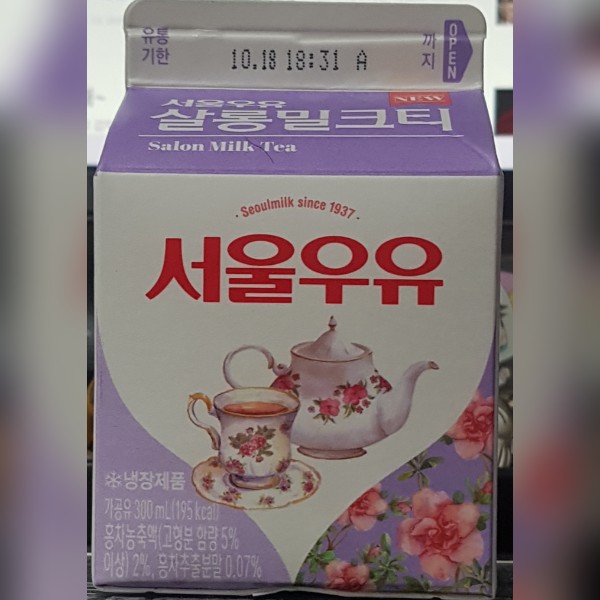 유통
기한
10.18 18:31 A
까
지
OPEN
NEW
서울우유
살롱밀크티
Salon Milk Tea
· Seoulmilk since 1937 ·
서울우유
냉장제품
가공유 300 mL(195 kcal)
홍차농축액(고형분 함량 5%
이상) 2%, 홍차추출분말 0.07%